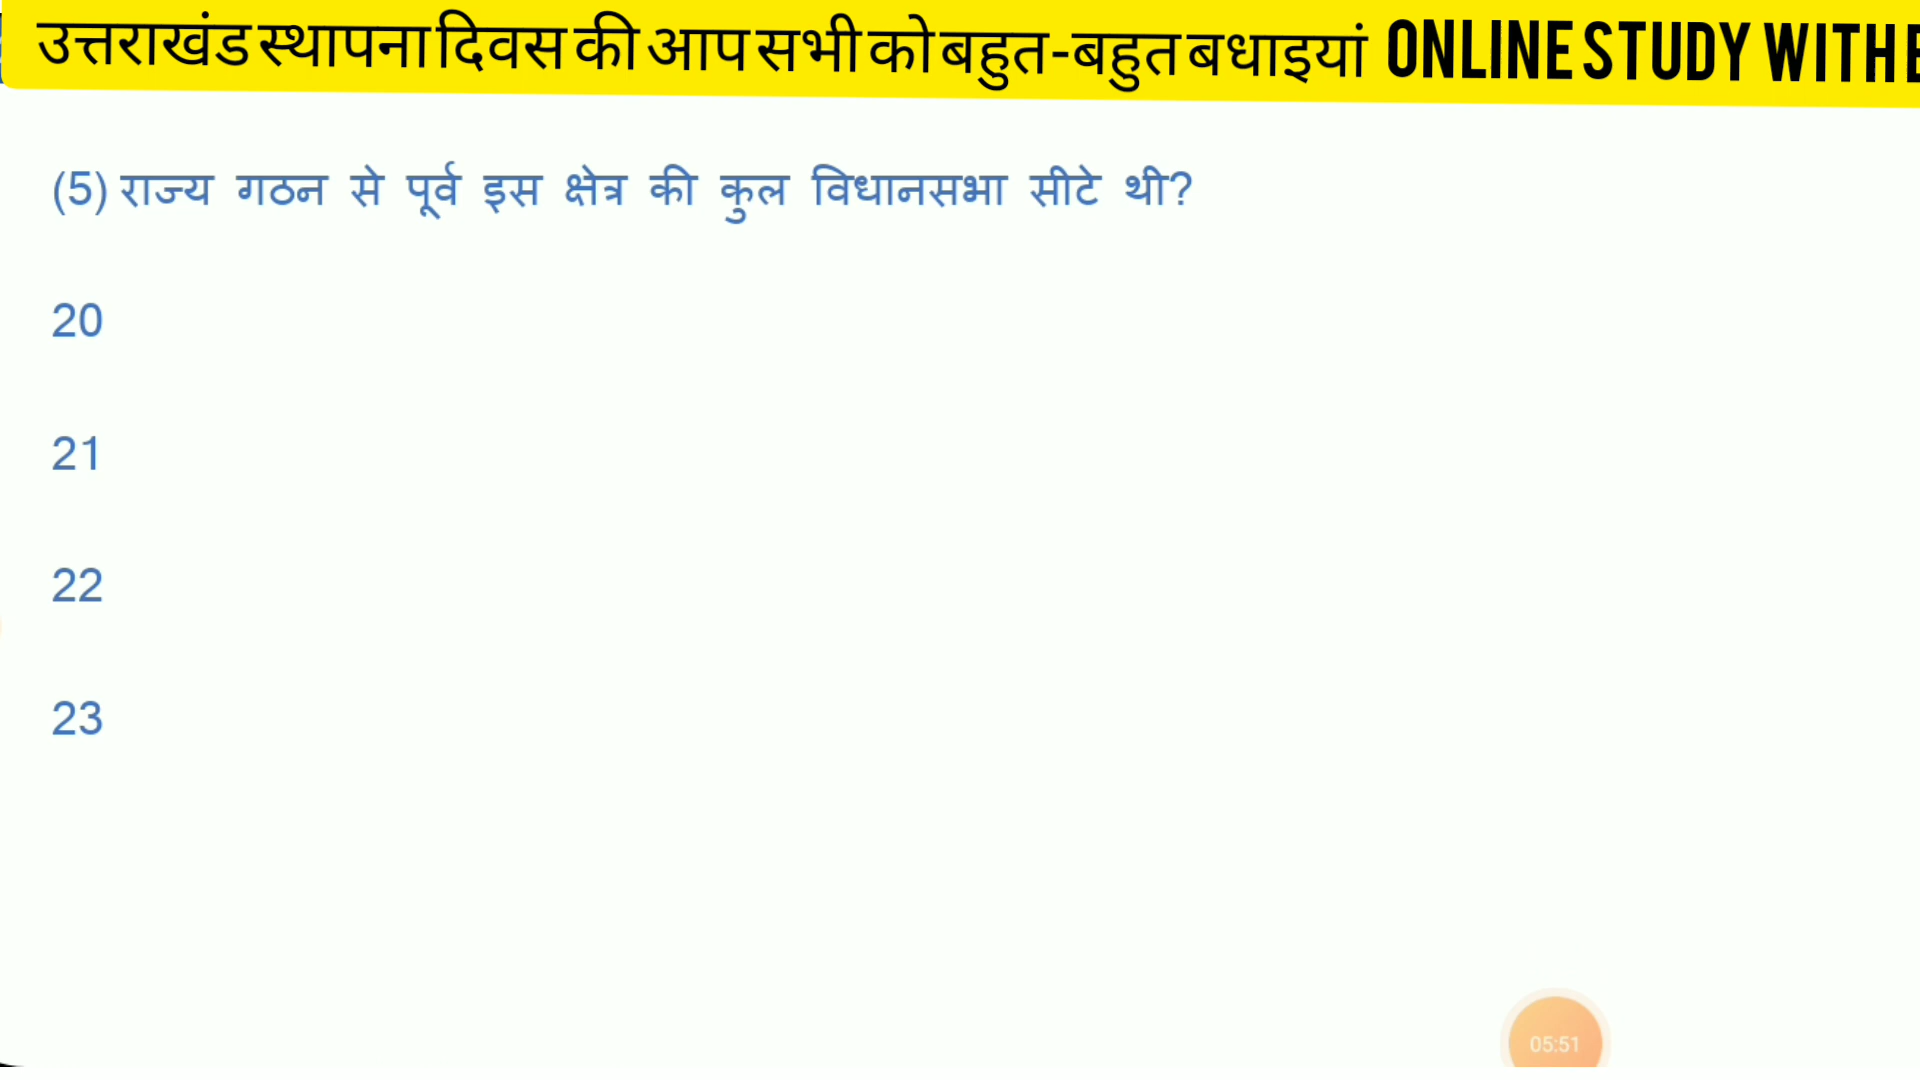 उत्तराखंड स्थापना दिवस की आप सभी को बहुत-बहुत बधाइयां ONLINE STUDY WITH
(5) राज्य गठन से पूर्व इस क्षेत्र की कुल विधानसभा सीटे थी?
20
21
22
23
05:51